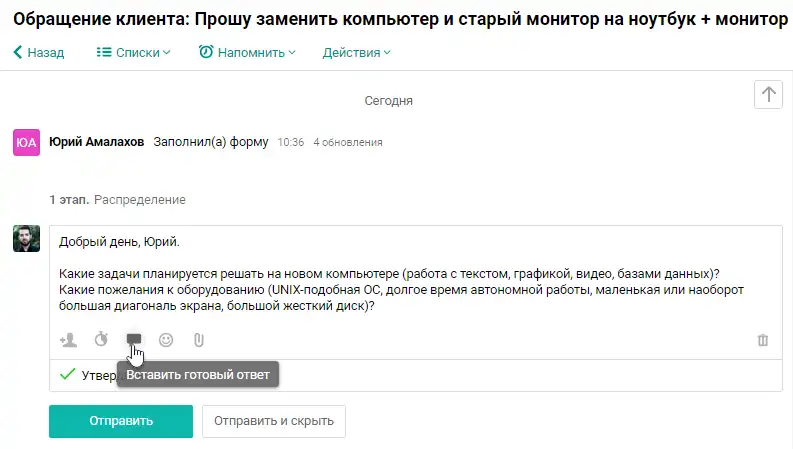 Обращение клиента: Прошу заменить компьютер и старый монитор на ноутбук + монитор
Назад Списки Напомнить Действия
Сегодня
ЮА Юрий Амалахов Заполнил(а) форму 10:36 4 обновления
1 этап. Распределение
Добрый день, Юрий.
Какие задачи планируется решать на новом компьютере (работа с текстом, графикой, видео, базами данных)?
Какие пожелания к оборудованию (UNIX-подобная ОС, долгое время автономной работы, маленькая или наоборот
большая диагональ экрана, большой жесткий диск)?
Вставить готовый ответ
Отправить Отправить и скрыть